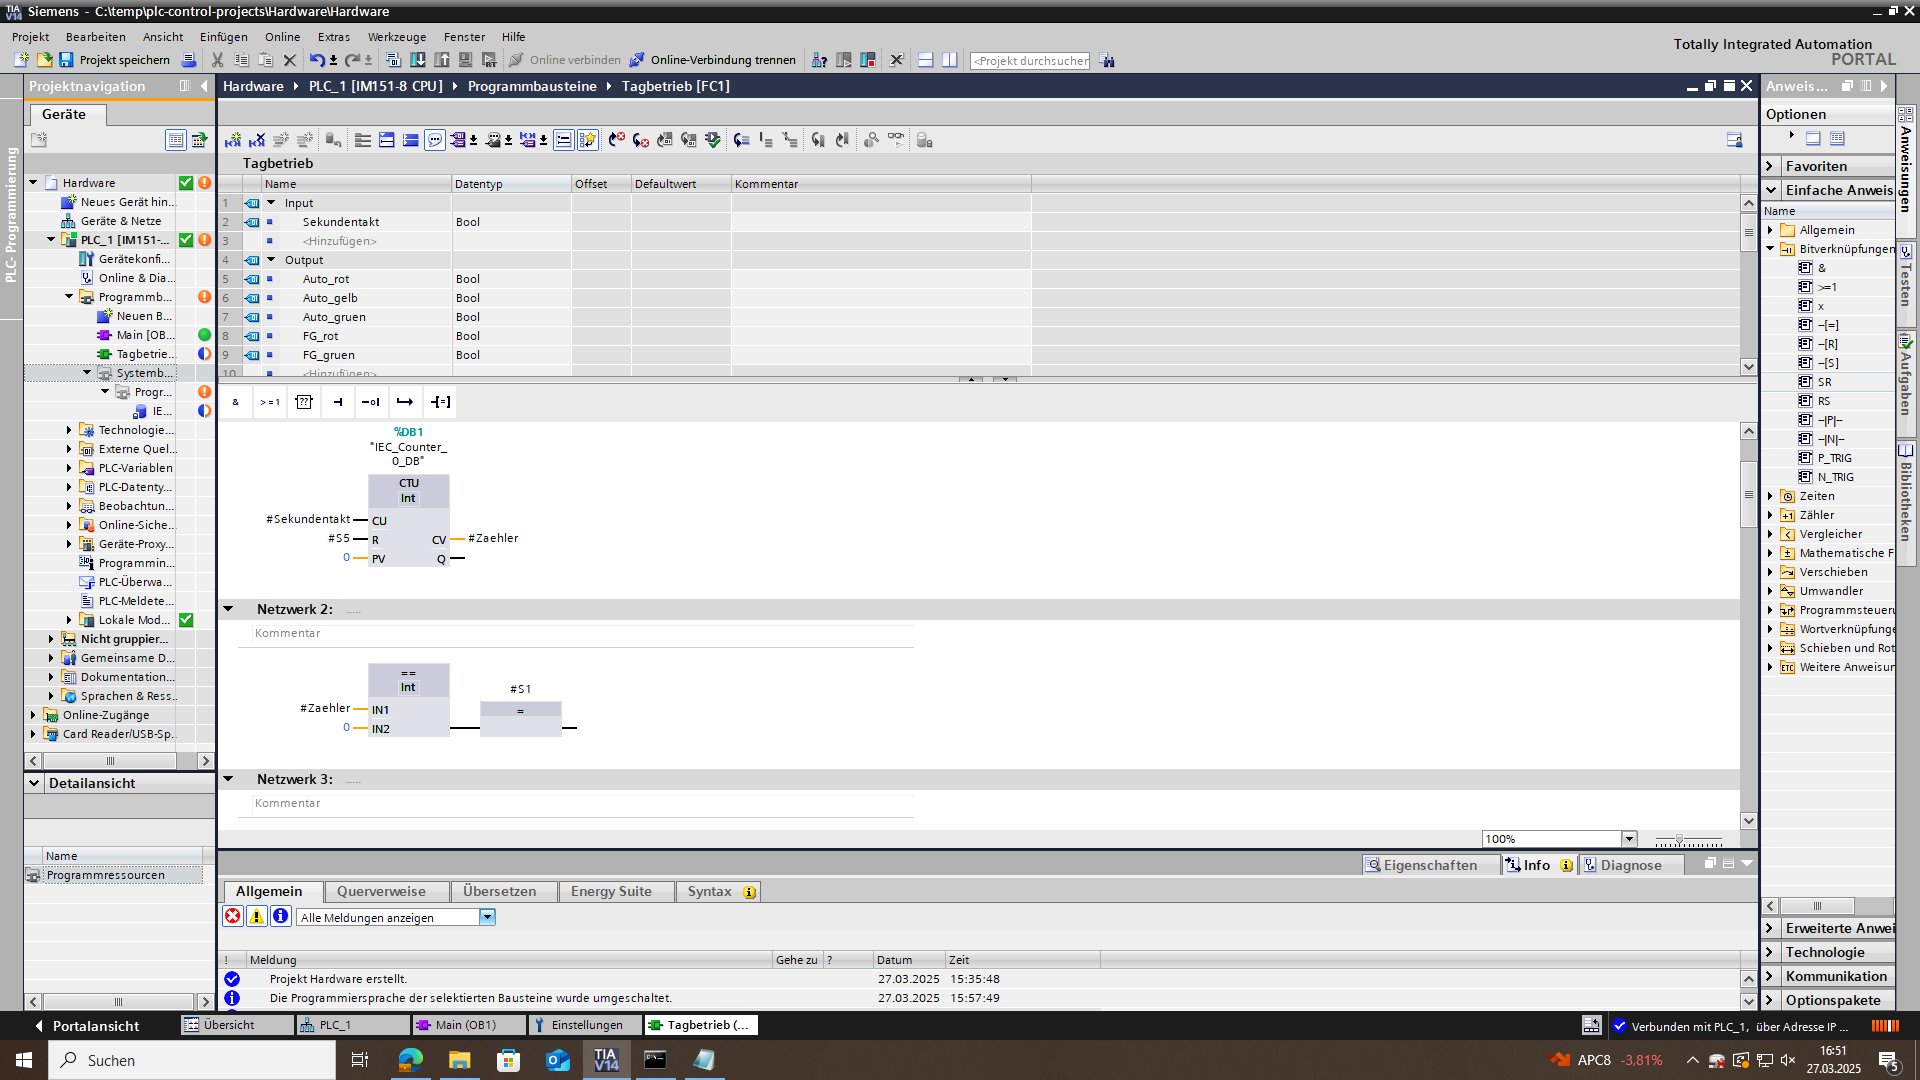 Siemens - C:\temp\plc-control-projects\Hardware\Hardware
Projekt Bearbeiten Ansicht Einfügen Online Extras Werkzeuge Fenster Hilfe
Totally Integrated Automation
PORTAL
Projekt speichern
Online verbinden
Online-Verbindung trennen
<Projekt durchsuchen
Projektnavigation
Hardware PLC_1 [IM151-8 CPU] Programmbausteine Tagbetrieb [FC1]
Anweis...
Geräte
Optionen
PLC- Programmierung
Hardware
Neues Gerät hin..
Geräte & Netze
PLC_1 [IM151-...
Gerätekonfi...
Online & Dia...
Programmb...
Neuen B...
Main [OB...
Tagbetrie...
Systemb...
Progr...
IE...
Technologie...
Externe Quel...
PLC-Variablen
PLC-Datenty...
Beobachtun...
Online-Siche...
Geräte-Proxy...
Programmin...
PLC-Überwa...
PLC-Meldete...
Lokale Mod...
Nicht gruppier...
Gemeinsame D...
Dokumentation...
Sprachen & Ress..
Online-Zugänge
Card Reader/USB-Sp..
Detailansicht
Name
Programmressourcen
Tagbetrieb
Name Datentyp Offset Defaultwert Kommentar
1 Input
2 Sekundentakt Bool
3 <Hinzufügen>
4 Output
5 Auto_rot Bool
6 Auto_gelb Bool
7 Auto_gruen Bool
8 FG_rot Bool
9 FG_gruen Bool
10 <Hinzufügen>
& >=1 ?? -o| -[=]
%DB1
"IEC_Counter_
0_DB"
CTU
Int
#Sekundentakt CU
#S5 R CV #Zaehler
0 PV Q
Netzwerk 2: .....
Kommentar
==
Int
#S1
#Zaehler IN1 =
0 IN2
Netzwerk 3: .....
Kommentar
100%
Eigenschaften Info Diagnose
Allgemein Querverweise Übersetzen Energy Suite Syntax
Alle Meldungen anzeigen
! Meldung Gehe zu ? Datum Zeit
Projekt Hardware erstellt. 27.03.2025 15:35:48
Die Programmiersprache der selektierten Bausteine wurde umgeschaltet. 27.03.2025 15:57:49
Favoriten
Einfache Anweis
Name
Allgemein
Bitverknüpfungen
&
>=1
x
–[=]
–[R]
–[S]
SR
RS
–|P|–
–|N|–
P_TRIG
N_TRIG
Zeiten
Zähler
Vergleicher
Mathematische F
Verschieben
Umwandler
Programmsteueru
Wortverknüpfunge
Schieben und Rot
Weitere Anweisun
Erweiterte Anwei
Technologie
Kommunikation
Optionspakete
Anweisungen
Testen
Aufgaben
Bibliotheken
Portalansicht Übersicht PLC_1 Main (OB1) Einstellungen Tagbetrieb (...
Verbunden mit PLC_1, über Adresse IP ...
Suchen
TIA
V14
APC8 -3,81%
16:51
27.03.2025
5